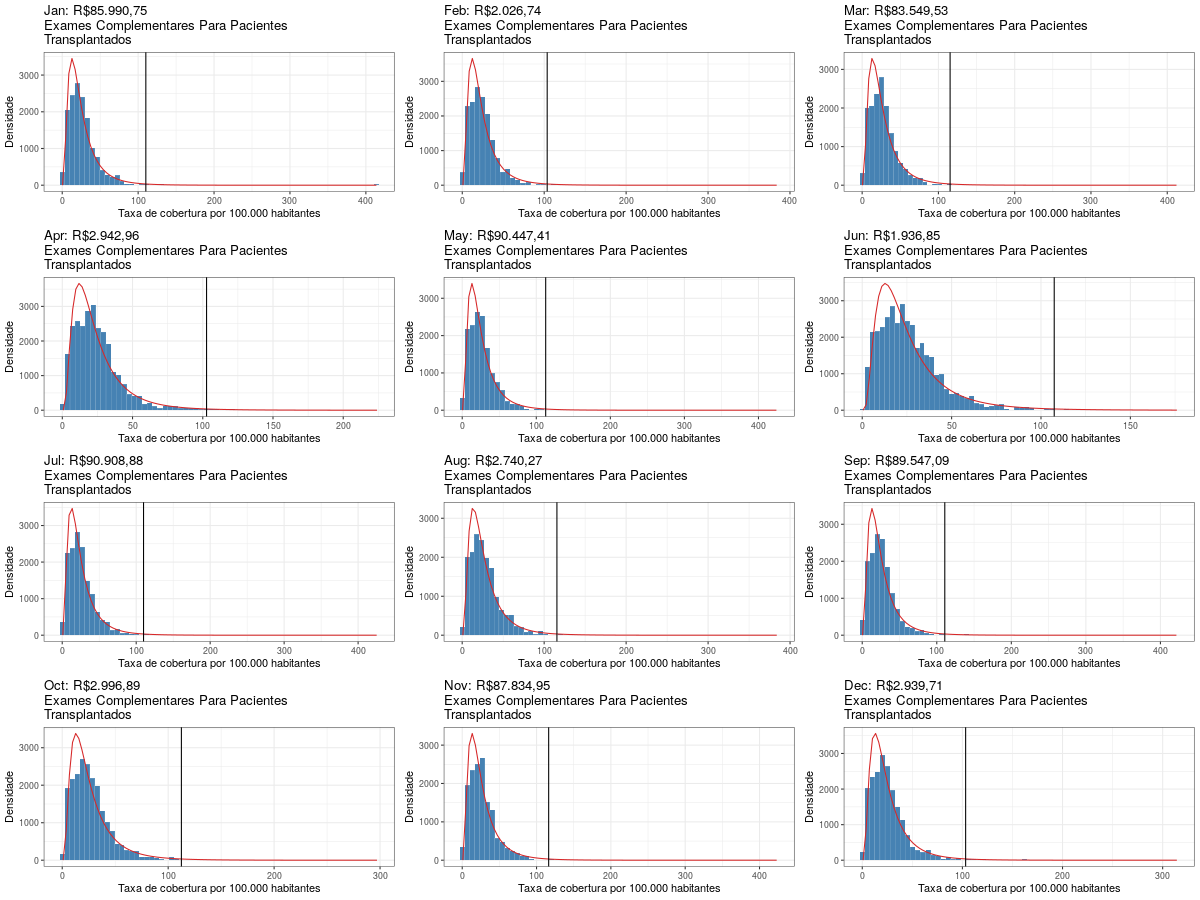 Jan: R$85.990,75
Exames Complementares Para Pacientes
Transplantados
Densidade
3000
2000
1000
0
0
100
200
300
400
Taxa de cobertura por 100.000 habitantes
Feb: R$2.026,74
Exames Complementares Para Pacientes
Transplantados
Densidade
3000
2000
1000
0
0
100
200
300
400
Taxa de cobertura por 100.000 habitantes
Mar: R$83.549,53
Exames Complementares Para Pacientes
Transplantados
Densidade
3000
2000
1000
0
0
100
200
300
400
Taxa de cobertura por 100.000 habitantes
Apr: R$2.942,96
Exames Complementares Para Pacientes
Transplantados
Densidade
3000
2000
1000
0
0
50
100
150
200
Taxa de cobertura por 100.000 habitantes
May: R$90.447,41
Exames Complementares Para Pacientes
Transplantados
Densidade
3000
2000
1000
0
0
100
200
300
400
Taxa de cobertura por 100.000 habitantes
Jun: R$1.936,85
Exames Complementares Para Pacientes
Transplantados
Densidade
3000
2000
1000
0
0
50
100
150
Taxa de cobertura por 100.000 habitantes
Jul: R$90.908,88
Exames Complementares Para Pacientes
Transplantados
Densidade
3000
2000
1000
0
0
100
200
300
400
Taxa de cobertura por 100.000 habitantes
Aug: R$2.740,27
Exames Complementares Para Pacientes
Transplantados
Densidade
3000
2000
1000
0
0
100
200
300
400
Taxa de cobertura por 100.000 habitantes
Sep: R$89.547,09
Exames Complementares Para Pacientes
Transplantados
Densidade
3000
2000
1000
0
0
100
200
300
400
Taxa de cobertura por 100.000 habitantes
Oct: R$2.996,89
Exames Complementares Para Pacientes
Transplantados
Densidade
3000
2000
1000
0
0
100
200
300
Taxa de cobertura por 100.000 habitantes
Nov: R$87.834,95
Exames Complementares Para Pacientes
Transplantados
Densidade
3000
2000
1000
0
0
100
200
300
400
Taxa de cobertura por 100.000 habitantes
Dec: R$2.939,71
Exames Complementares Para Pacientes
Transplantados
Densidade
3000
2000
1000
0
0
100
200
300
Taxa de cobertura por 100.000 habitantes